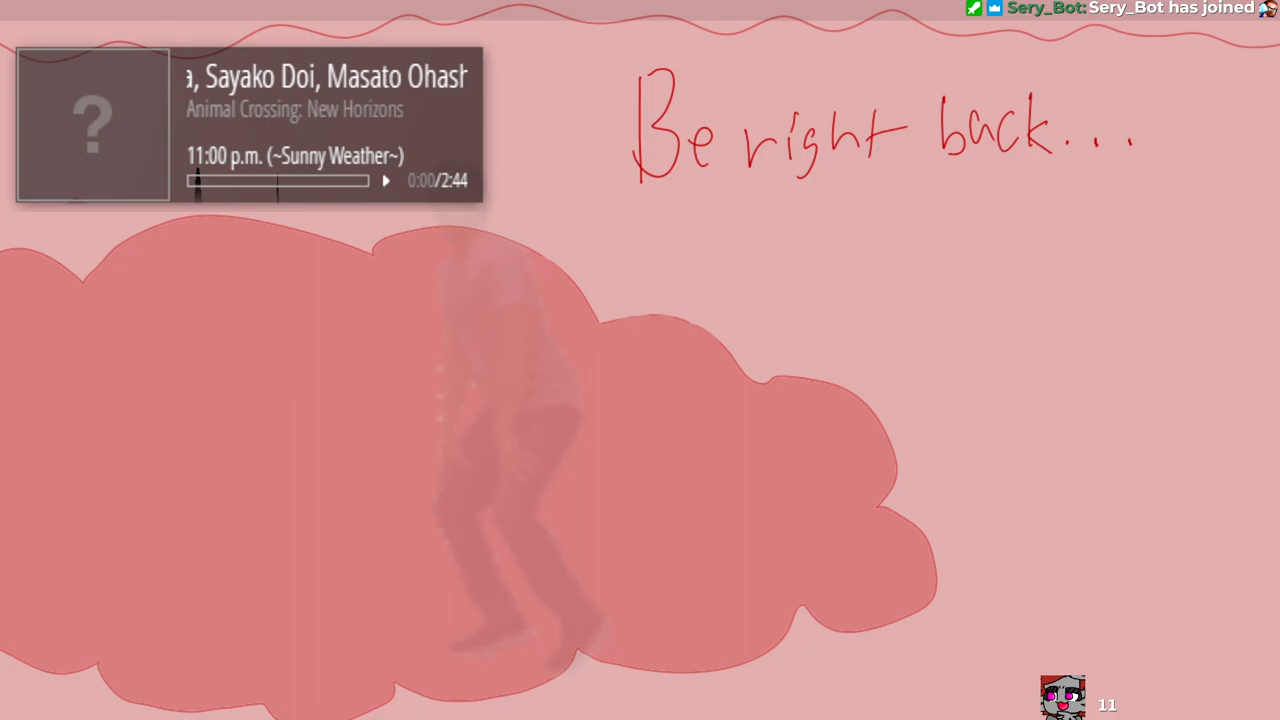 Sery_Bot: Sery_Bot has joined
a, Sayako Doi, Masato Ohash
Animal Crossing: New Horizons
11:00 p.m. (~Sunny Weather~)
0:00/2:44
?
Be right back...
11